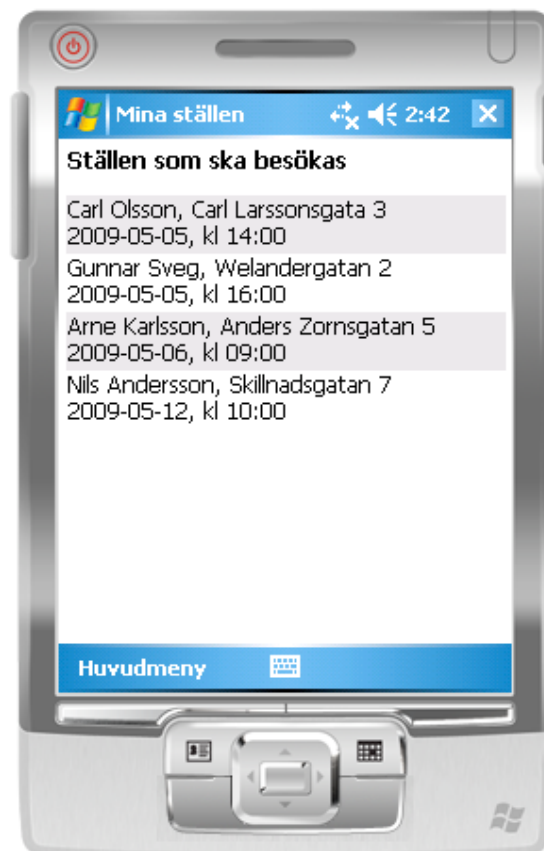 Mina ställen 2:42
Ställen som ska besökas
Carl Olsson, Carl Larssonsgata 3
2009-05-05, kl 14:00
Gunnar Sveg, Welandergatan 2
2009-05-05, kl 16:00
Arne Karlsson, Anders Zornsgatan 5
2009-05-06, kl 09:00
Nils Andersson, Skillnadsgatan 7
2009-05-12, kl 10:00
Huvudmeny